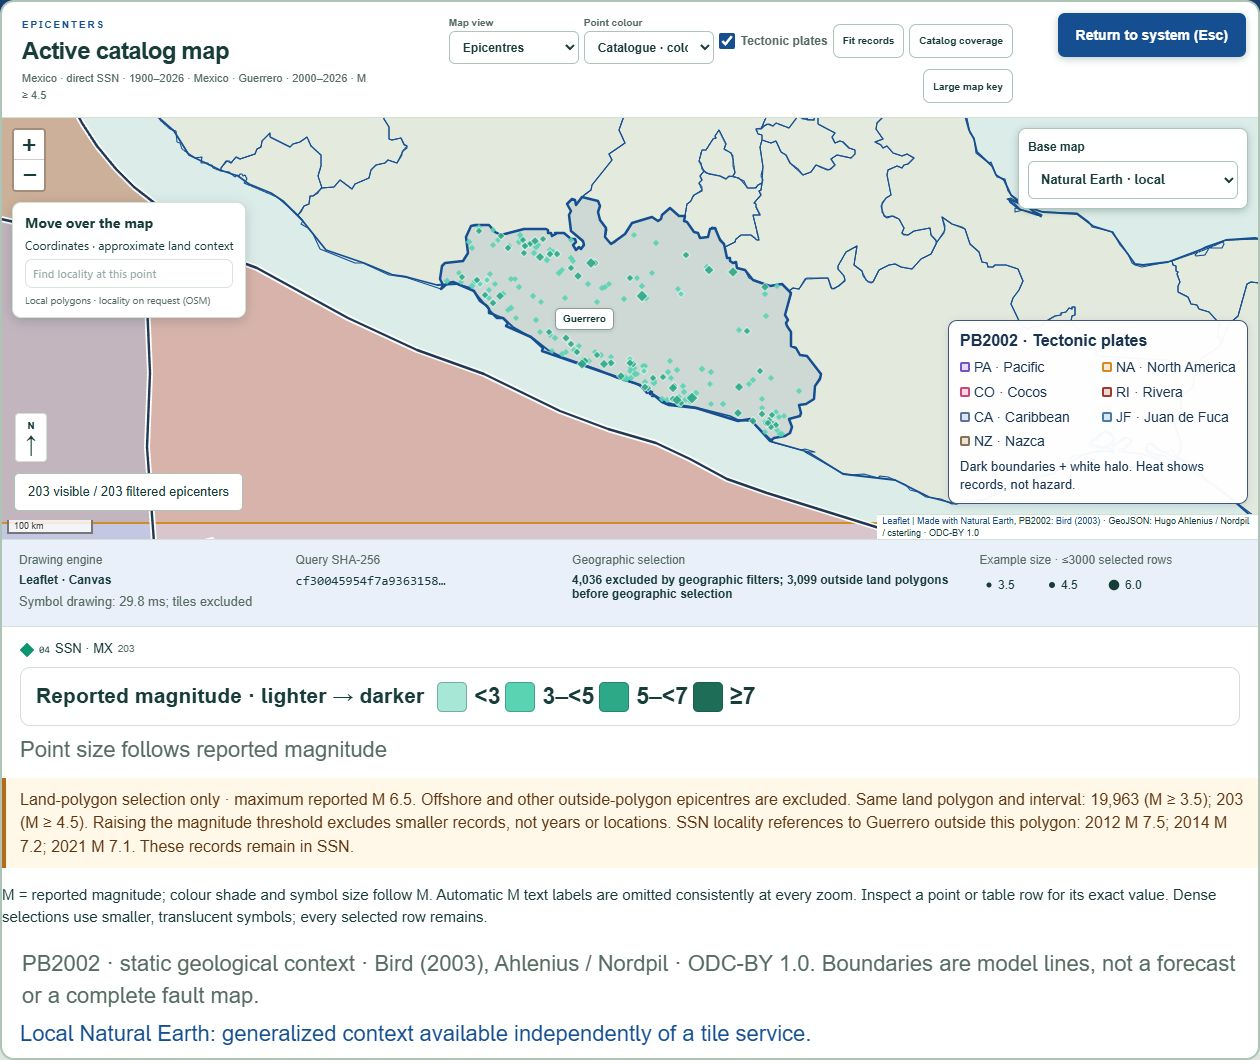 EPICENTERS
Active catalog map
Mexico · direct SSN · 1900–2026 · Mexico · Guerrero · 2000–2026 · M
≥ 4.5
Map view
Epicentres
Point colour
Catalogue · colo
Tectonic plates
Fit records
Catalog coverage
Large map key
Return to system (Esc)
+
−
Base map
Natural Earth · local
Move over the map
Coordinates · approximate land context
Find locality at this point
Local polygons · locality on request (OSM)
Guerrero
PB2002 · Tectonic plates
PA · Pacific
NA · North America
CO · Cocos
RI · Rivera
CA · Caribbean
JF · Juan de Fuca
NZ · Nazca
Dark boundaries + white halo. Heat shows
records, not hazard.
N
↑
203 visible / 203 filtered epicenters
100 km
Leaflet | Made with Natural Earth, PB2002: Bird (2003) · GeoJSON: Hugo Ahlenius / Nordpil
/ csterling · ODC-BY 1.0
Drawing engine
Leaflet · Canvas
Symbol drawing: 29.8 ms; tiles excluded
Query SHA-256
cf30045954f7a9363158…
Geographic selection
4,036 excluded by geographic filters; 3,099 outside land polygons
before geographic selection
Example size · ≤3000 selected rows
3.5
4.5
6.0
04 SSN · MX 203
Reported magnitude · lighter → darker <3 3–<5 5–<7 ≥7
Point size follows reported magnitude
Land-polygon selection only · maximum reported M 6.5. Offshore and other outside-polygon epicentres are excluded. Same land polygon and interval: 19,963 (M ≥ 3.5); 203
(M ≥ 4.5). Raising the magnitude threshold excludes smaller records, not years or locations. SSN locality references to Guerrero outside this polygon: 2012 M 7.5; 2014 M
7.2; 2021 M 7.1. These records remain in SSN.
M = reported magnitude; colour shade and symbol size follow M. Automatic M text labels are omitted consistently at every zoom. Inspect a point or table row for its exact value. Dense
selections use smaller, translucent symbols; every selected row remains.
PB2002 · static geological context · Bird (2003), Ahlenius / Nordpil · ODC-BY 1.0. Boundaries are model lines, not a forecast
or a complete fault map.
Local Natural Earth: generalized context available independently of a tile service.